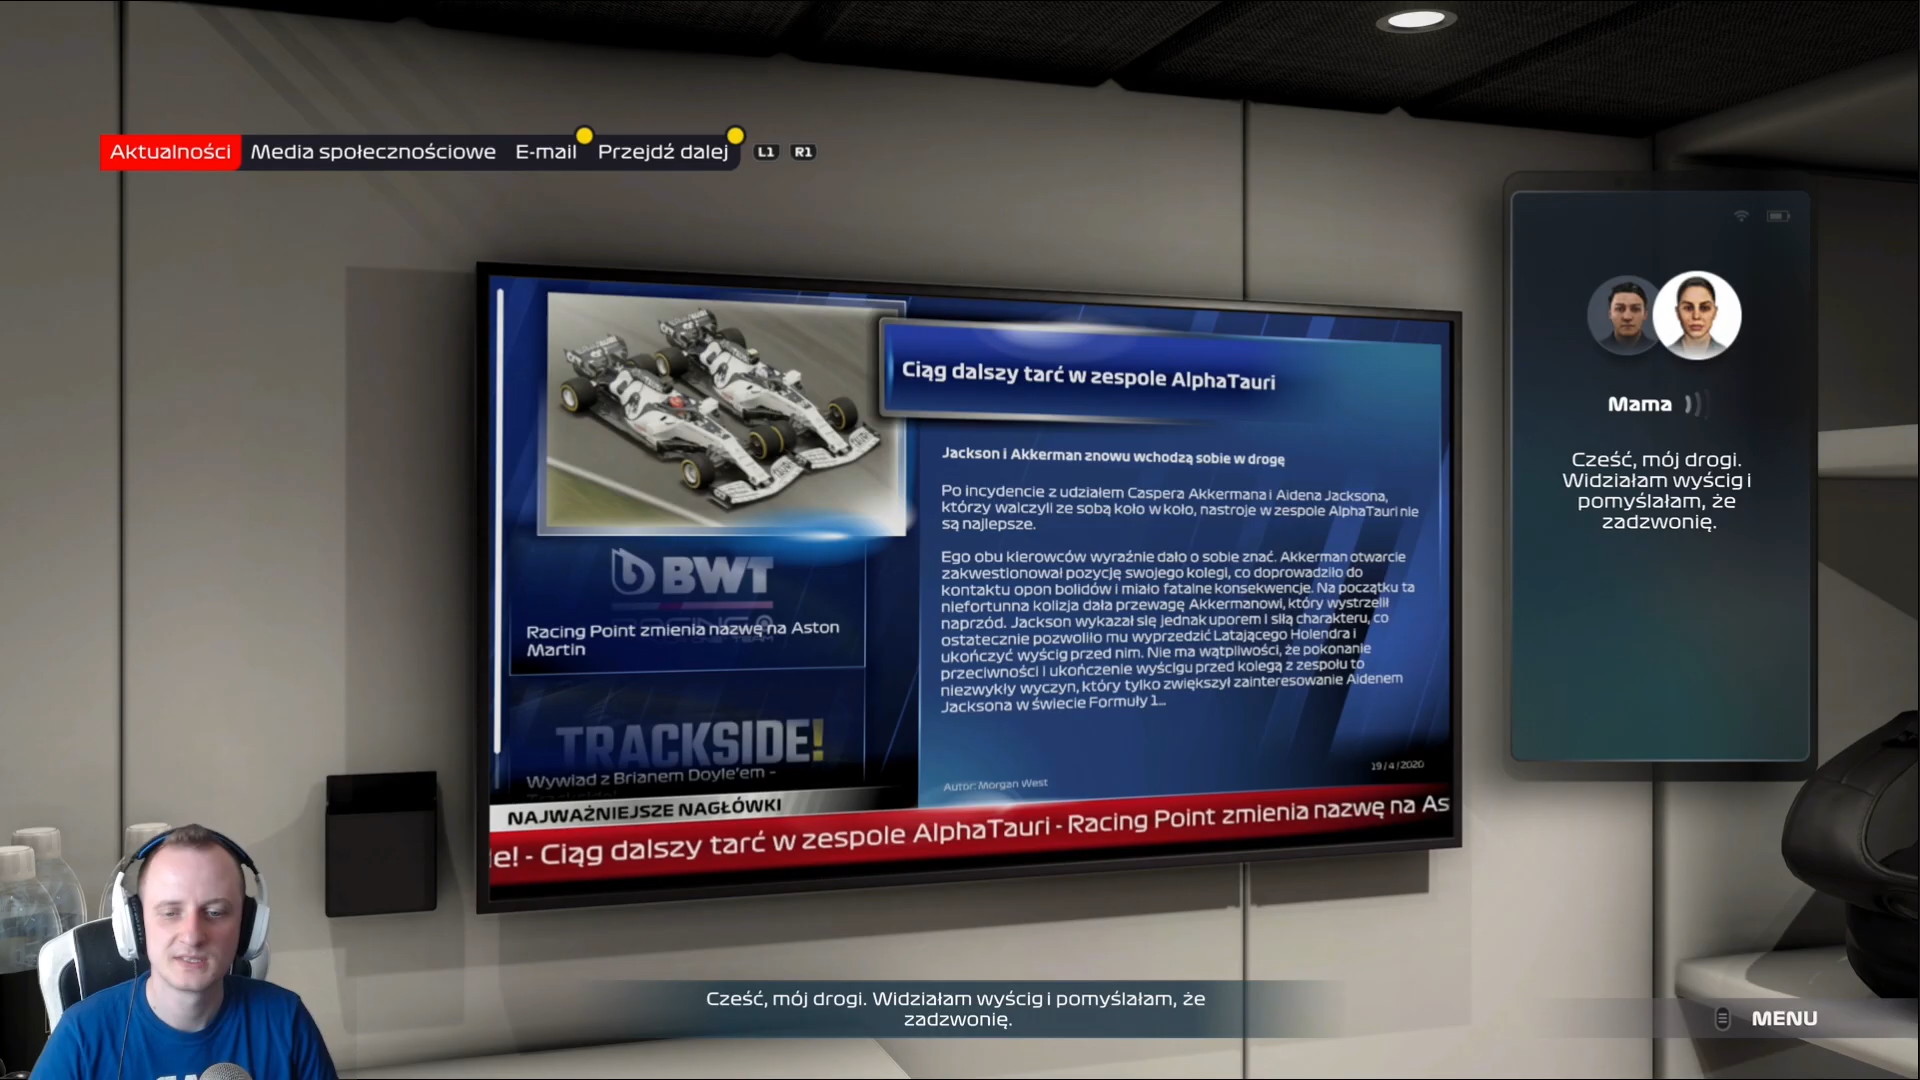 Aktualności Media społecznościowe E-mail Przejdź dalej L1 R1
Ciąg dalszy tarć w zespole AlphaTauri
Jackson i Akkerman znowu wchodzą sobie w drogę
Po incydencie z udziałem Caspera Akkermana i Aidena Jacksona,
którzy walczyli ze sobą koło w koło, nastroje w zespole AlphaTauri nie
są najlepsze.
Ego obu kierowców wyraźnie dało o sobie znać. Akkerman otwarcie
zakwestionował pozycję swojego kolegi, co doprowadziło do
kontaktu opon bolidów i miało fatalne konsekwencje. Na początku ta
niefortunna kolizja dała przewagę Akkermanowi, który wystrzelił
naprzód. Jackson wykazał się jednak uporem i siłą charakteru, co
ostatecznie pozwoliło mu wyprzedzić Latającego Holendra i
ukończyć wyścig przed nim. Nie ma wątpliwości, że pokonanie
przeciwności i ukończenie wyścigu przed kolegą z zespołu to
niezwykły wyczyn, który tylko zwiększył zainteresowanie Aidenem
Jacksona w świecie Formuły 1...
19/4/2020
Autor: Morgan West
BWT
Racing Point zmienia nazwę na Aston
Martin
TRACKSIDE!
Wywiad z Brianem Doyle'em -
NAJWAŻNIEJSZE NAGŁÓWKI
e! - Ciąg dalszy tarć w zespole AlphaTauri - Racing Point zmienia nazwę na As
Mama
Cześć, mój drogi.
Widziałam wyścig i
pomyślałam, że
zadzwonię.
Cześć, mój drogi. Widziałam wyścig i pomyślałam, że
zadzwonię.
MENU